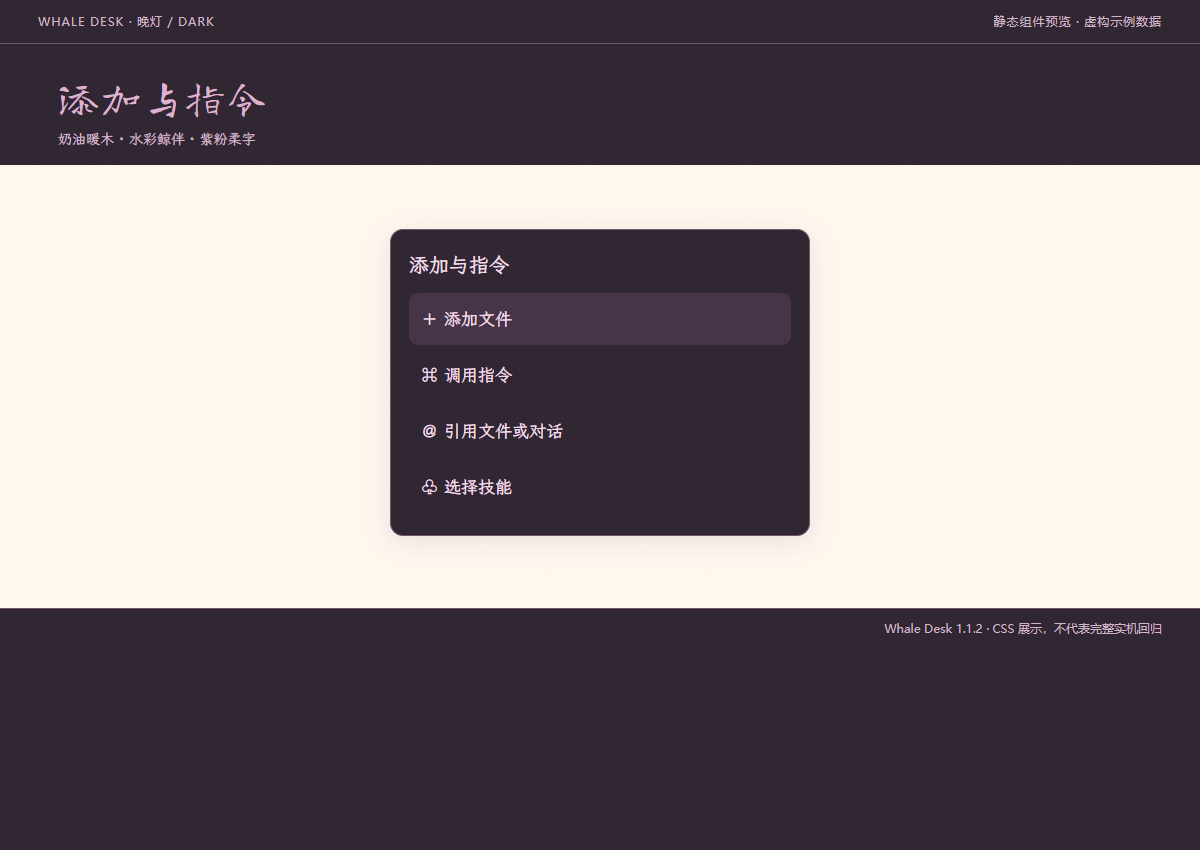 WHALE DESK · 晚灯 / DARK
静态组件预览 · 虚构示例数据
添加与指令
奶油暖木 · 水彩鲸伴 · 紫粉柔字
添加与指令
+ 添加文件
⌘ 调用指令
@ 引用文件或对话
♧ 选择技能
Whale Desk 1.1.2 · CSS 展示，不代表完整实机回归